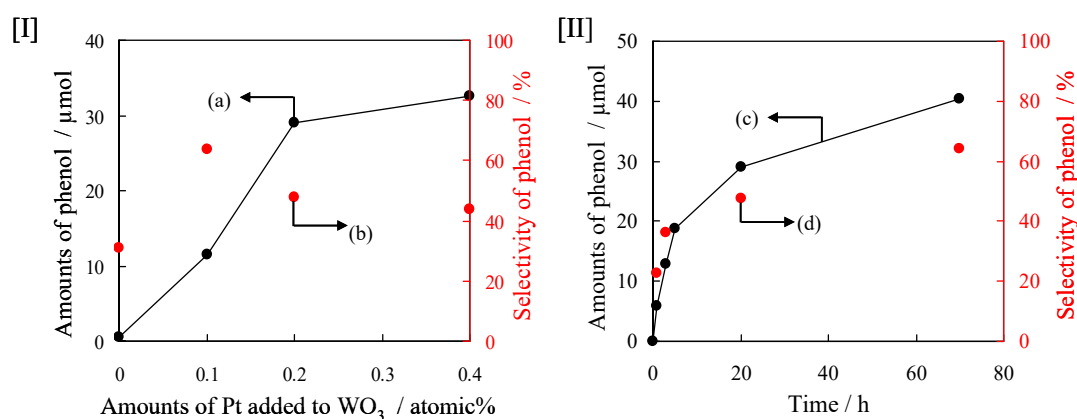 [I]
Amounts of phenol / μmol
40
30
20
10
0
(a)
(b)
100
80
60
40
20
0
Selectivity of phenol / %
0 0.1 0.2 0.3 0.4
Amounts of Pt added to WO3 / atomic%
[II]
Amounts of phenol / μmol
50
40
30
20
10
0
(c)
(d)
100
80
60
40
20
0
Selectivity of phenol / %
0 20 40 60 80
Time / h